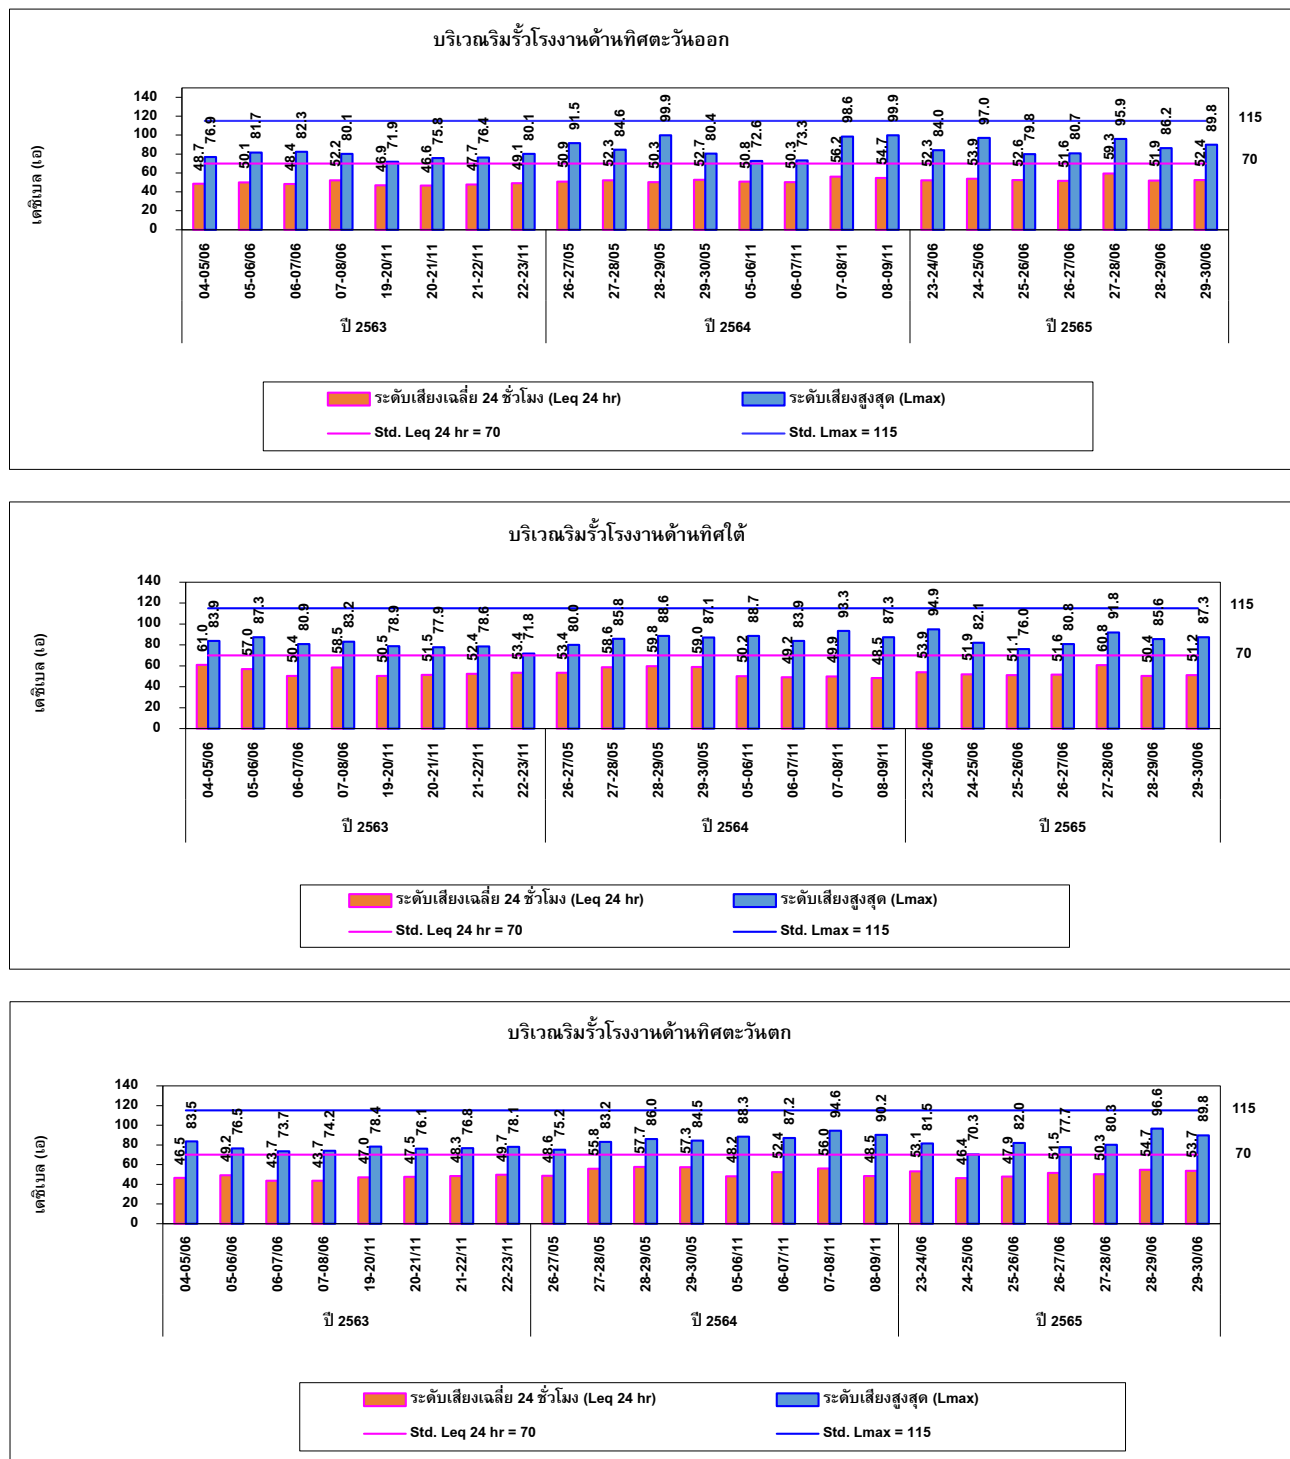 บริเวณริมรั้วโรงงานด้านทิศตะวันออก
เดซิเบล (เอ)
140
120
100
80
60
40
20
0
48.7 76.9 50.1 81.7 48.4 82.3 52.2 80.1 46.9 71.9 46.6 75.8 47.7 76.4 49.1 80.1 50.9 91.5 52.3 84.6 50.3 99.9 52.7 80.4 50.8 72.6 50.3 73.3 56.2 98.6 54.7 99.9 52.3 84.0 53.9 97.0 52.6 79.8 51.6 80.7 59.3 95.9 51.9 86.2 52.4 89.8
115
70
04-05/06 05-06/06 06-07/06 07-08/06 19-20/11 20-21/11 21-22/11 22-23/11 26-27/05 27-28/05 28-29/05 29-30/05 05-06/11 06-07/11 07-08/11 08-09/11 23-24/06 24-25/06 25-26/06 26-27/06 27-28/06 28-29/06 29-30/06
ปี 2563 ปี 2564 ปี 2565
ระดับเสียงเฉลี่ย 24 ชั่วโมง (Leq 24 hr) ระดับเสียงสูงสุด (Lmax)
Std. Leq 24 hr = 70 Std. Lmax = 115
บริเวณริมรั้วโรงงานด้านทิศใต้
เดซิเบล (เอ)
140
120
100
80
60
40
20
0
61.0 83.9 57.0 87.3 50.4 80.9 58.5 83.2 50.5 78.9 51.5 77.9 52.4 78.6 53.4 71.8 53.4 80.0 58.6 85.8 59.8 88.6 59.0 87.1 50.2 88.7 49.2 83.9 49.9 93.3 48.5 87.3 53.9 94.9 51.9 82.1 51.1 76.0 51.6 80.8 60.8 91.8 50.4 85.6 51.2 87.3
115
70
04-05/06 05-06/06 06-07/06 07-08/06 19-20/11 20-21/11 21-22/11 22-23/11 26-27/05 27-28/05 28-29/05 29-30/05 05-06/11 06-07/11 07-08/11 08-09/11 23-24/06 24-25/06 25-26/06 26-27/06 27-28/06 28-29/06 29-30/06
ปี 2563 ปี 2564 ปี 2565
ระดับเสียงเฉลี่ย 24 ชั่วโมง (Leq 24 hr) ระดับเสียงสูงสุด (Lmax)
Std. Leq 24 hr = 70 Std. Lmax = 115
บริเวณริมรั้วโรงงานด้านทิศตะวันตก
เดซิเบล (เอ)
140
120
100
80
60
40
20
0
46.5 83.5 49.2 76.5 43.7 73.7 43.7 74.2 47.0 78.4 47.5 76.1 48.3 76.8 49.7 78.1 48.6 75.2 55.8 83.2 57.7 86.0 57.3 84.5 48.2 88.3 52.4 87.2 56.0 94.6 48.5 90.2 53.1 81.5 46.4 70.3 47.9 82.0 51.5 77.7 50.3 80.3 54.7 96.6 53.7 89.8
115
70
04-05/06 05-06/06 06-07/06 07-08/06 19-20/11 20-21/11 21-22/11 22-23/11 26-27/05 27-28/05 28-29/05 29-30/05 05-06/11 06-07/11 07-08/11 08-09/11 23-24/06 24-25/06 25-26/06 26-27/06 27-28/06 28-29/06 29-30/06
ปี 2563 ปี 2564 ปี 2565
ระดับเสียงเฉลี่ย 24 ชั่วโมง (Leq 24 hr) ระดับเสียงสูงสุด (Lmax)
Std. Leq 24 hr = 70 Std. Lmax = 115